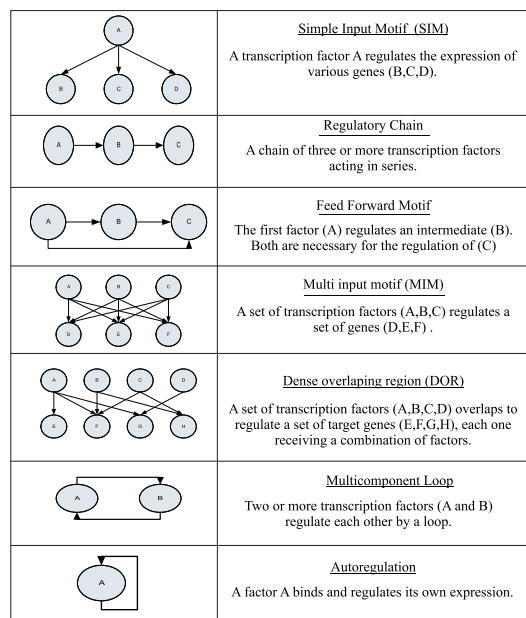 A
B C D
Simple Input Motif (SIM)
A transcription factor A regulates the expression of
various genes (B,C,D).
A B C
Regulatory Chain
A chain of three or more transcription factors
acting in series.
A B C
Feed Forward Motif
The first factor (A) regulates an intermediate (B).
Both are necessary for the regulation of (C)
A B C
D E F
Multi input motif (MIM)
A set of transcription factors (A,B,C) regulates a
set of genes (D,E,F) .
A B C D
E F G H
Dense overlaping region (DOR)
A set of transcription factors (A,B,C,D) overlaps to
regulate a set of target genes (E,F,G,H), each one
receiving a combination of factors.
A B
Multicomponent Loop
Two or more transcription factors (A and B)
regulate each other by a loop.
A
Autoregulation
A factor A binds and regulates its own expression.